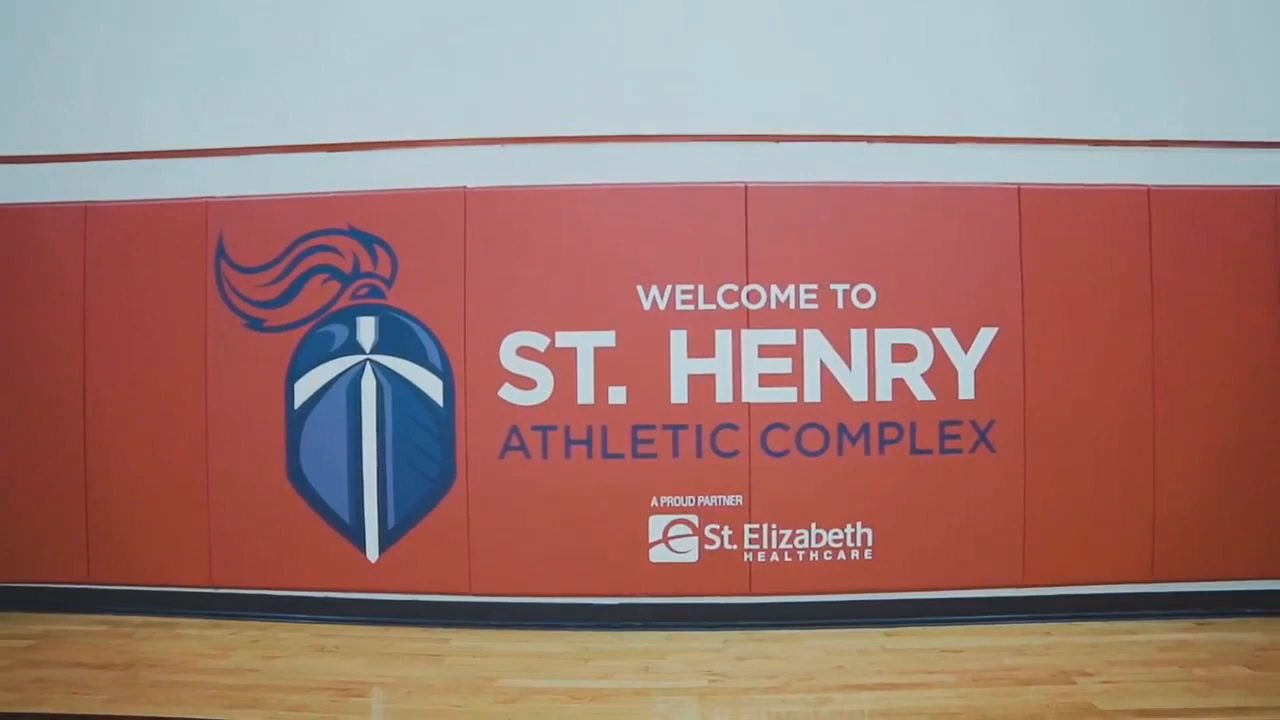 WELCOME TO
ST. HENRY
ATHLETIC COMPLEX
A PROUD PARTNER
St. Elizabeth
HEALTHCARE